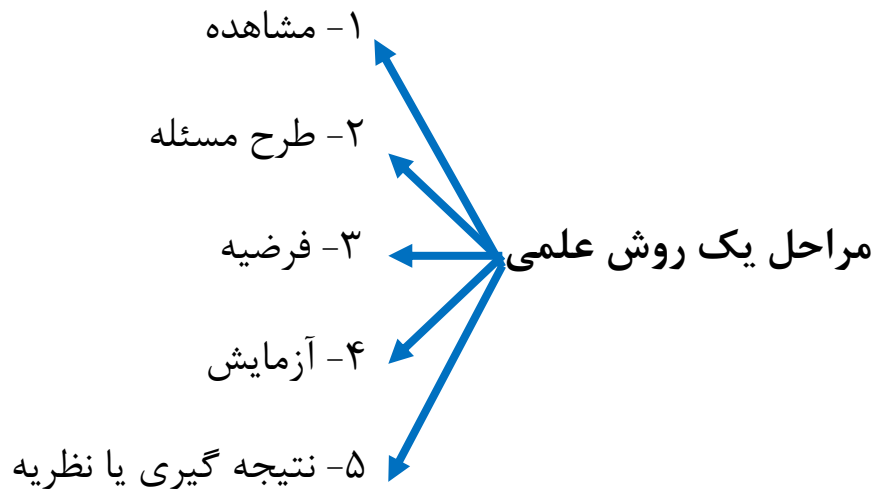 مراحل یک روش علمی
۱- مشاهده
۲- طرح مسئله
۳- فرضیه
۴- آزمایش
۵- نتیجه گیری یا نظریه